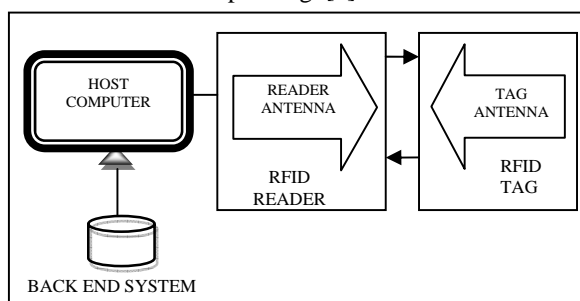 HOST
COMPUTER
READER
ANTENNA
TAG
ANTENNA
RFID
READER
RFID
TAG
BACK END SYSTEM